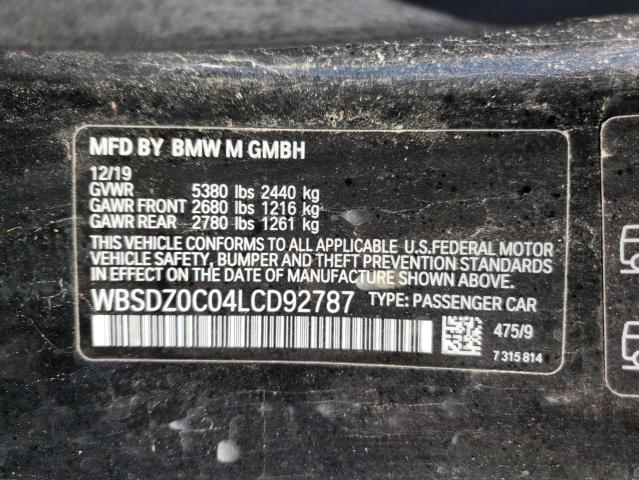 MFD BY BMW M GMBH
12/19
GVWR 5380 lbs 2440 kg
GAWR FRONT 2680 lbs 1216 kg
GAWR REAR 2780 lbs 1261 kg
THIS VEHICLE CONFORMS TO ALL APPLICABLE U.S.FEDERAL MOTOR
VEHICLE SAFETY, BUMPER AND THEFT PREVENTION STANDARDS
IN EFFECT ON THE DATE OF MANUFACTURE SHOWN ABOVE.
WBSDZ0C04LCD92787 TYPE: PASSENGER CAR
475/9
7 315 814